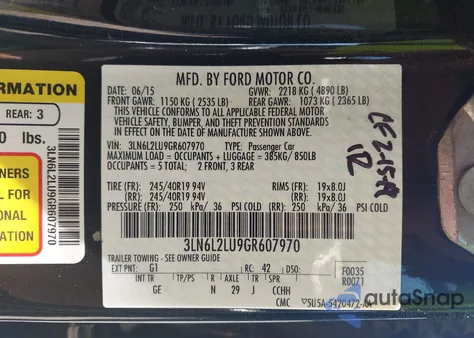 ORMATION
REAR: 3
0 lbs.
3LN6L2LU9GR607970
NERS
L FOR
IONAL
ATION
MFD. BY FORD MOTOR CO.
DATE: 06/15 GVWR: 2218 KG ( 4890 LB)
FRONT GAWR: 1150 KG ( 2535 LB) REAR GAWR: 1073 KG ( 2365 LB)
THIS VEHICLE CONFORMS TO ALL APPLICABLE FEDERAL MOTOR
VEHICLE SAFETY, BUMPER, AND THEFT PREVENTION
STANDARDS IN EFFECT ON THE DATE OF MANUFACTURE
SHOWN ABOVE.
VIN: 3LN6L2LU9GR607970 TYPE: Passenger Car
MAXIMUM LOAD = OCCUPANTS + LUGGAGE = 385KG / 850LB
OCCUPANTS = 5 TOTAL; 2 FRONT, 3 REAR
TIRE (FR): 245/40R19 94V RIMS (FR): 19x8.0J
(RR): 245/40R19 94V (RR): 19x8.0J
PRESSURE (FR): 250 kPa/ 36 PSI COLD (RR): 250 kPa/ 36 PSI COLD
3LN6L2LU9GR607970
TRAILER TOWING - SEE OWNER GUIDE
EXT PNT: G1 RC: 42 DSO: F0035
INT TR TP/PS R AXLE TR SPR R0071
GE N 29 J CCHH
CMC
autoSnap